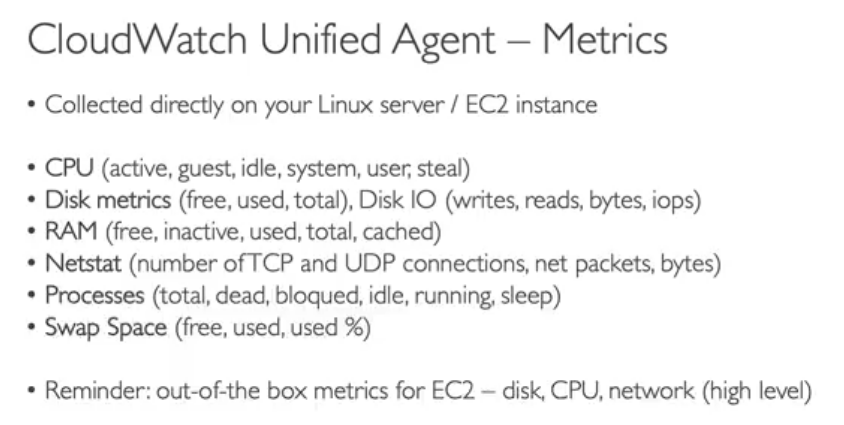 CloudWatch Unified Agent – Metrics
• Collected directly on your Linux server / EC2 instance
• CPU (active, guest, idle, system, user, steal)
• Disk metrics (free, used, total), Disk IO (writes, reads, bytes, iops)
• RAM (free, inactive, used, total, cached)
• Netstat (number of TCP and UDP connections, net packets, bytes)
• Processes (total, dead, bloqued, idle, running, sleep)
• Swap Space (free, used, used %)
• Reminder: out-of-the box metrics for EC2 – disk, CPU, network (high level)